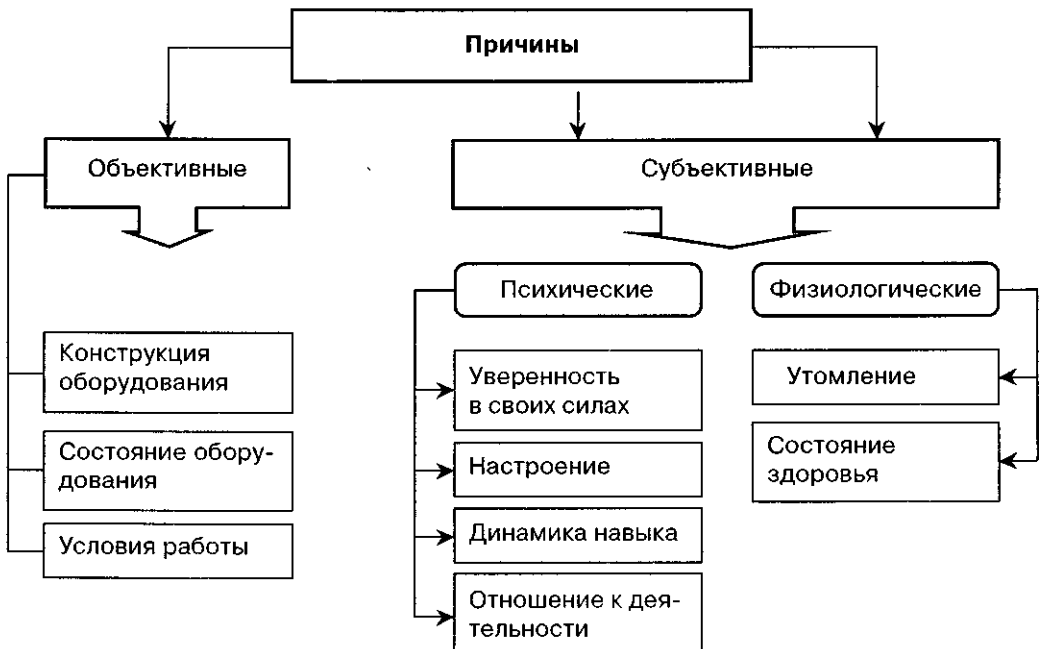 Причины
Объективные
Субъективные
Психические
Физиологические
Конструкция
оборудования
Состояние обору-
дования
Условия работы
Уверенность
в своих силах
Настроение
Динамика навыка
Отношение к дея-
тельности
Утомление
Состояние
здоровья